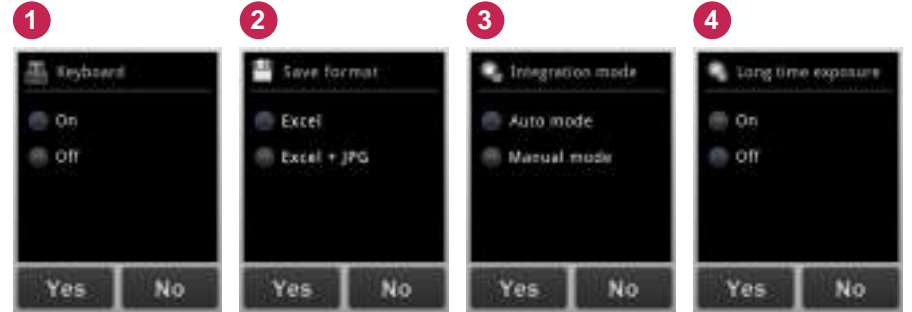 1
Keyboard
On
Off
Yes No
2
Save format
Excel
Excel + JPG
Yes No
3
Integration mode
Auto mode
Manual mode
Yes No
4
Long time exposure
On
Off
Yes No